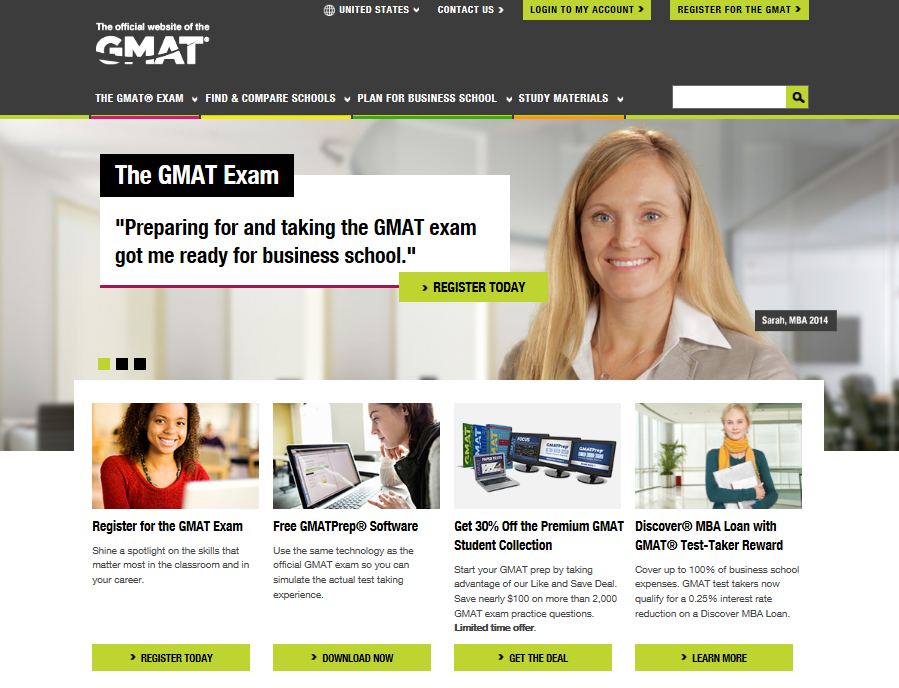 UNITED STATES
CONTACT US
LOGIN TO MY ACCOUNT
REGISTER FOR THE GMAT
The official website of the
GMAT
THE GMAT® EXAM
FIND & COMPARE SCHOOLS
PLAN FOR BUSINESS SCHOOL
STUDY MATERIALS
The GMAT Exam
"Preparing for and taking the GMAT exam
got me ready for business school."
REGISTER TODAY
Sarah, MBA 2014
Register for the GMAT Exam
Shine a spotlight on the skills that
matter most in the classroom and in
your career.
REGISTER TODAY
Free GMATPrep® Software
Use the same technology as the
official GMAT exam so you can
simulate the actual test taking
experience.
DOWNLOAD NOW
GMAT
GMAT
FOCUS
GMATPrep
GMATPrep
PAPER TESTS
Get 30% Off the Premium GMAT
Student Collection
Start your GMAT prep by taking
advantage of our Like and Save Deal.
Save nearly $100 on more than 2,000
GMAT exam practice questions.
Limited time offer.
GET THE DEAL
Discover® MBA Loan with
GMAT® Test-Taker Reward
Cover up to 100% of business school
expenses. GMAT test takers now
qualify for a 0.25% interest rate
reduction on a Discover MBA Loan.
LEARN MORE